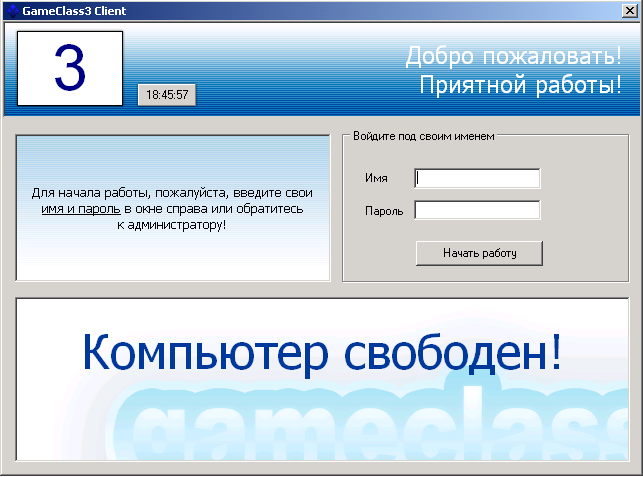 GameClass3 Client
3
18:45:57
Добро пожаловать!
Приятной работы!
Для начала работы, пожалуйста, введите свои
имя и пароль в окне справа или обратитесь
к администратору!
Войдите под своим именем
Имя
Пароль
Начать работу
Компьютер свободен!
gameclass